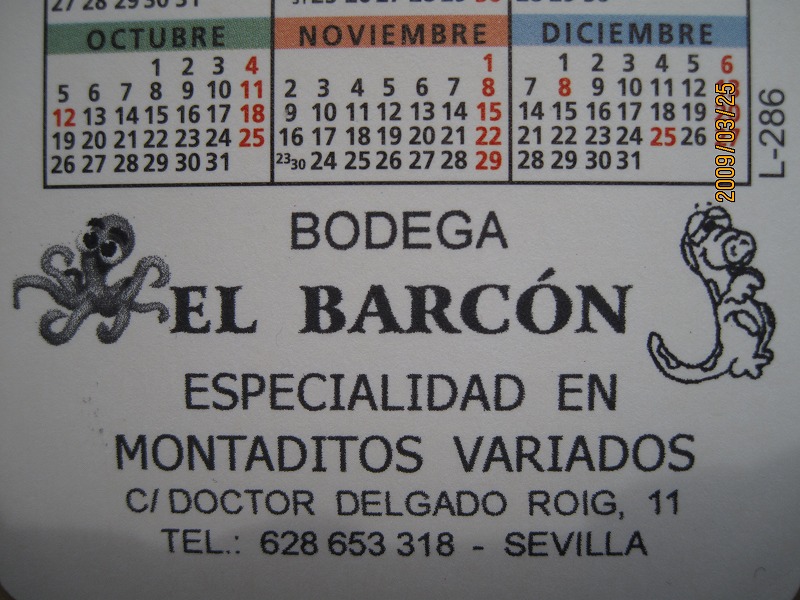 27 28 29 30 31
OCTUBRE NOVIEMBRE DICIEMBRE
1 2 3 4
5 6 7 8 9 10 11
12 13 14 15 16 17 18
19 20 21 22 23 24 25
26 27 28 29 30 31
1
2 3 4 5 6 7 8
9 10 11 12 13 14 15
16 17 18 19 20 21 22
23 30 24 25 26 27 28 29
1 2 3 4 5 6
7 8 9 10 11 12
14 15 16 17 18 19
21 22 23 24 25 26
28 29 30 31
2009/03/25
L-286
BODEGA
EL BARCÓN
ESPECIALIDAD EN
MONTADITOS VARIADOS
C/ DOCTOR DELGADO ROIG, 11
TEL.: 628 653 318 - SEVILLA